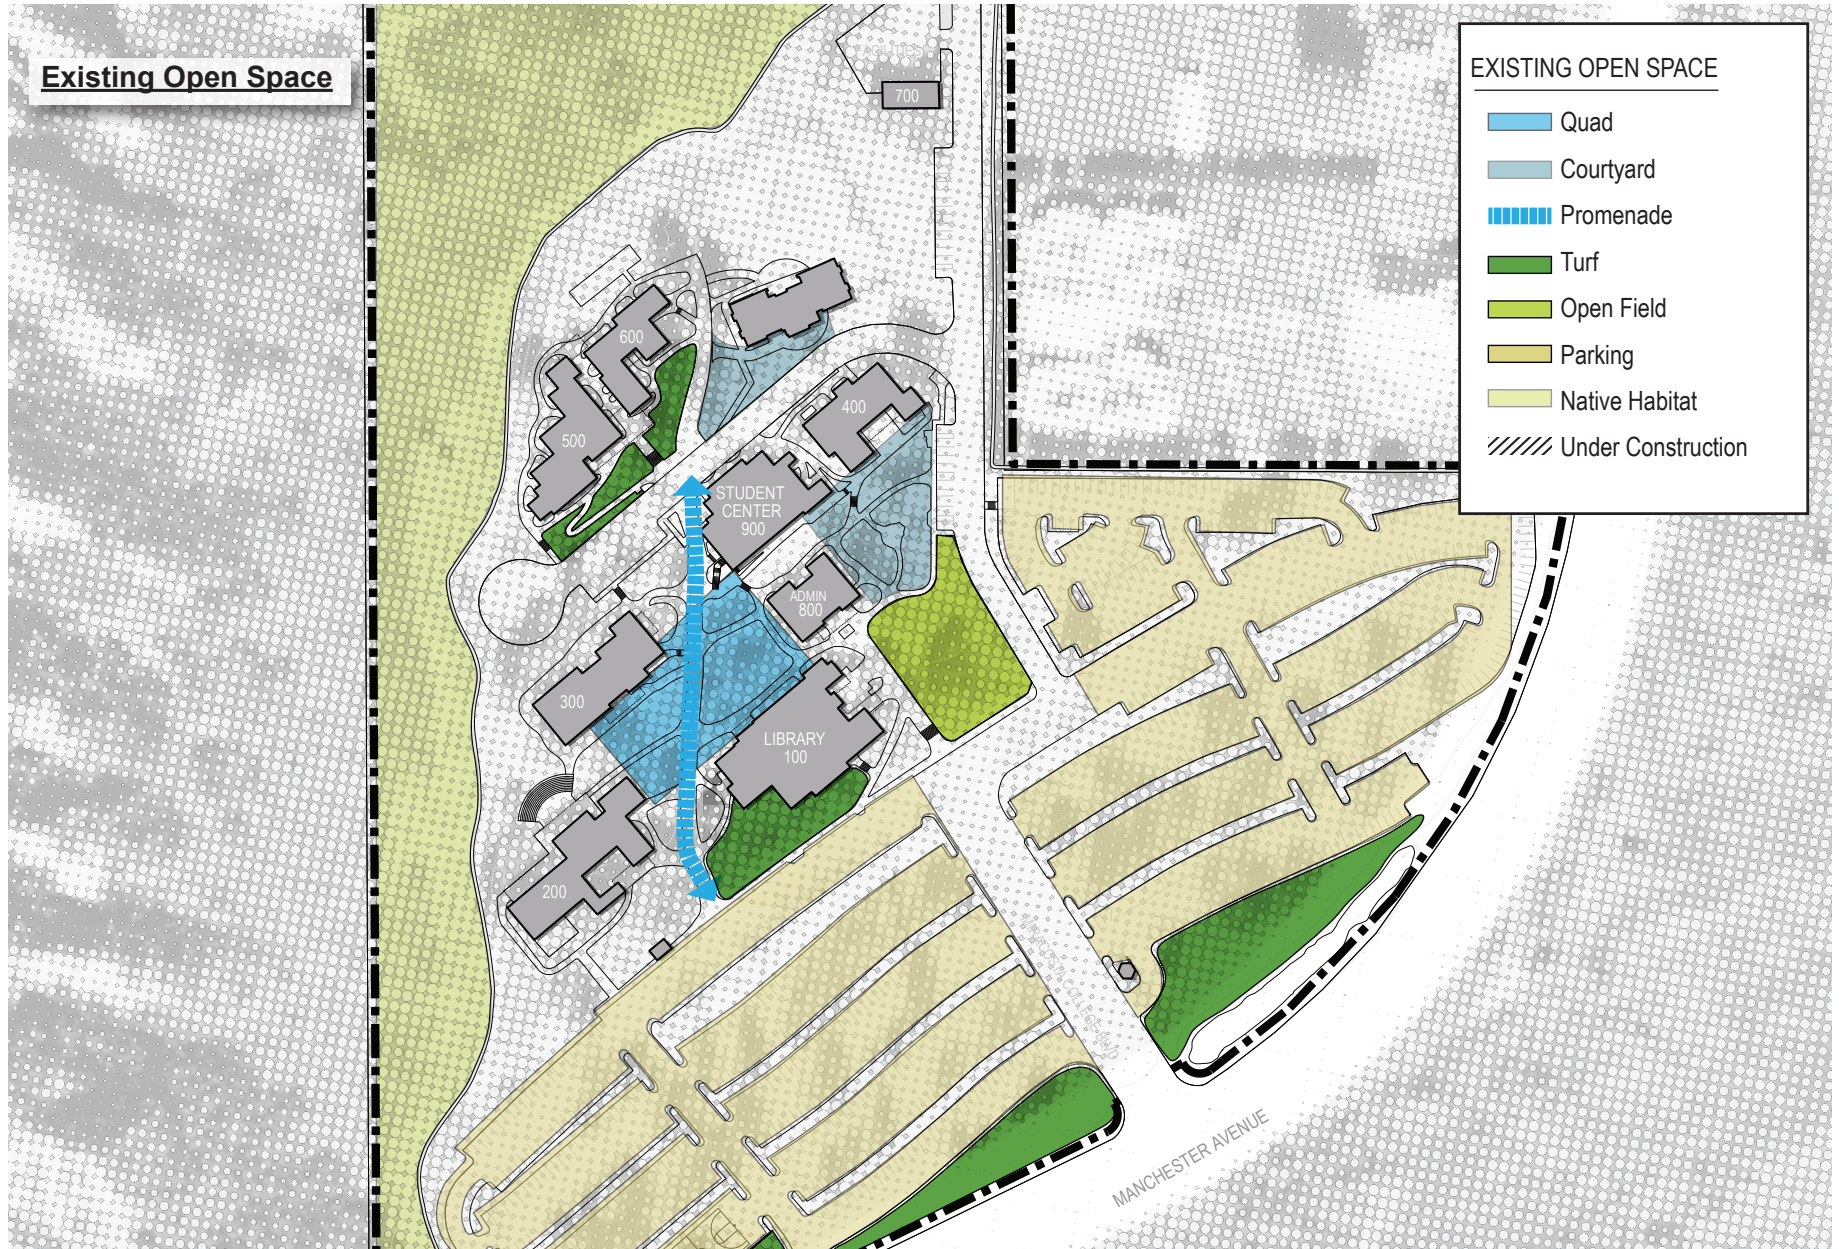 Existing Open Space
FACILITIES
700
EXISTING OPEN SPACE
Quad
Courtyard
Promenade
Turf
Open Field
Parking
Native Habitat
Under Construction
600
500
400
STUDENT
CENTER
900
ADMIN
800
300
LIBRARY
100
200
MANCHESTER AVENUE